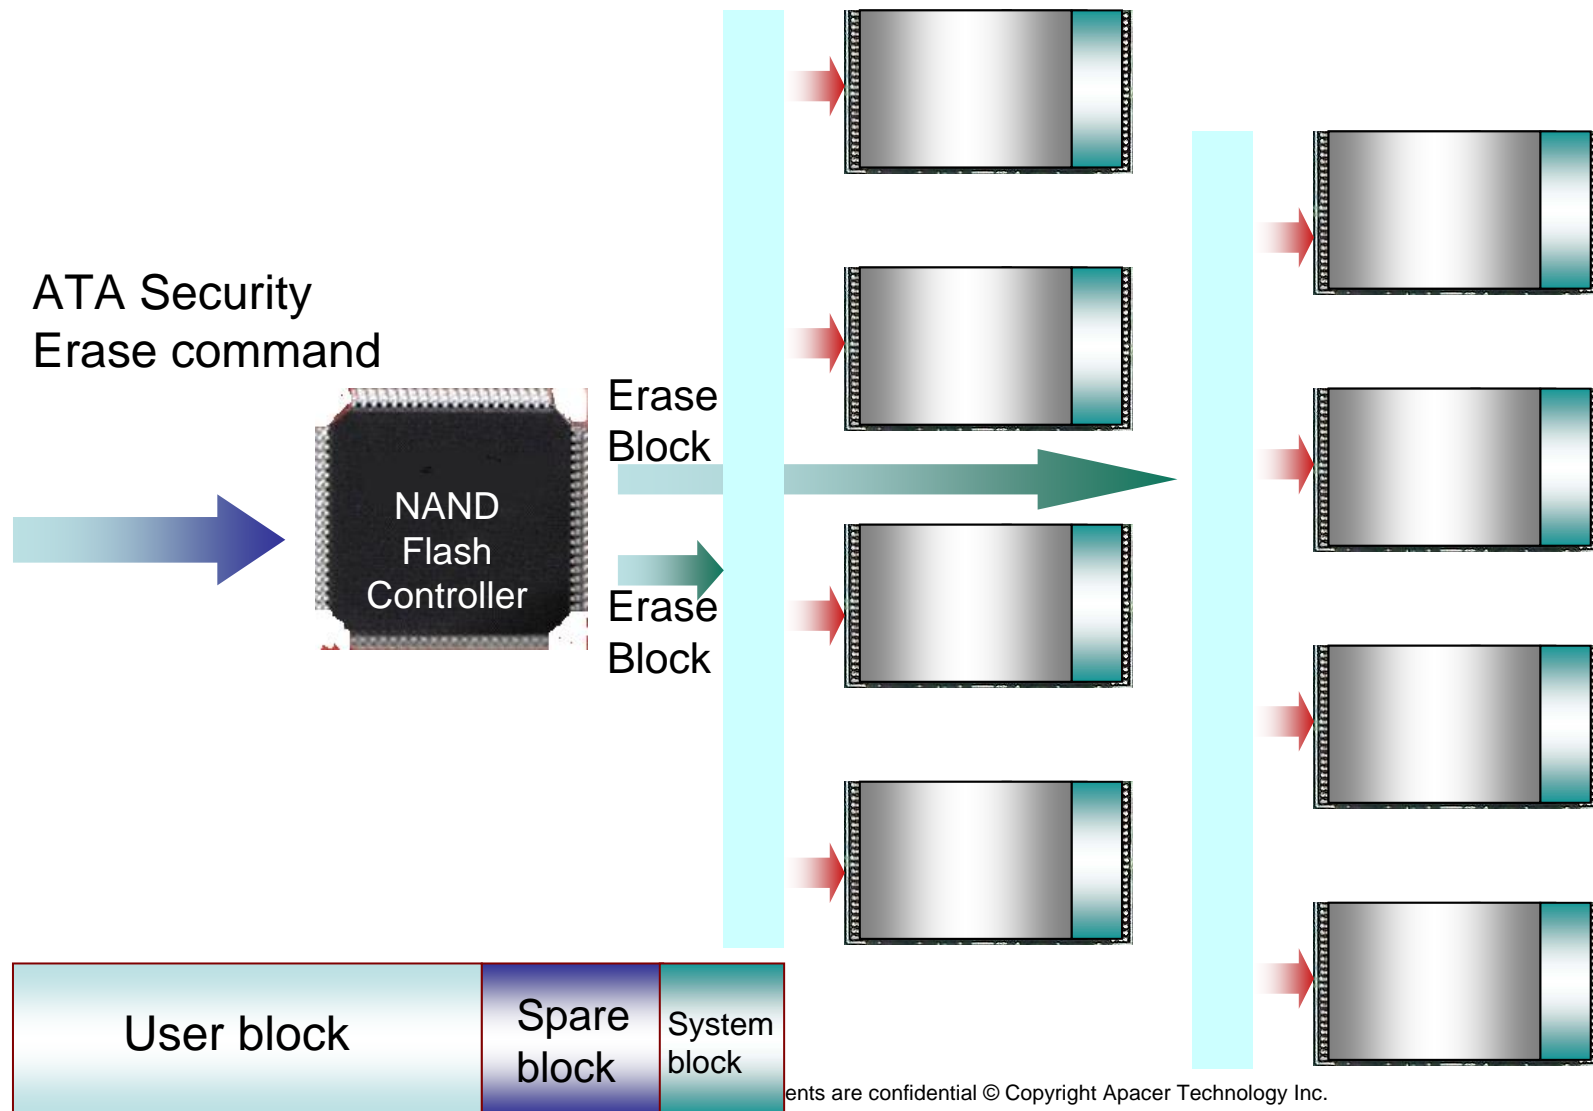 ATA Security
Erase command
Erase
Block
NAND
Flash
Controller
Erase
Block
User block
Spare
block
System
block
ents are confidential © Copyright Apacer Technology Inc.